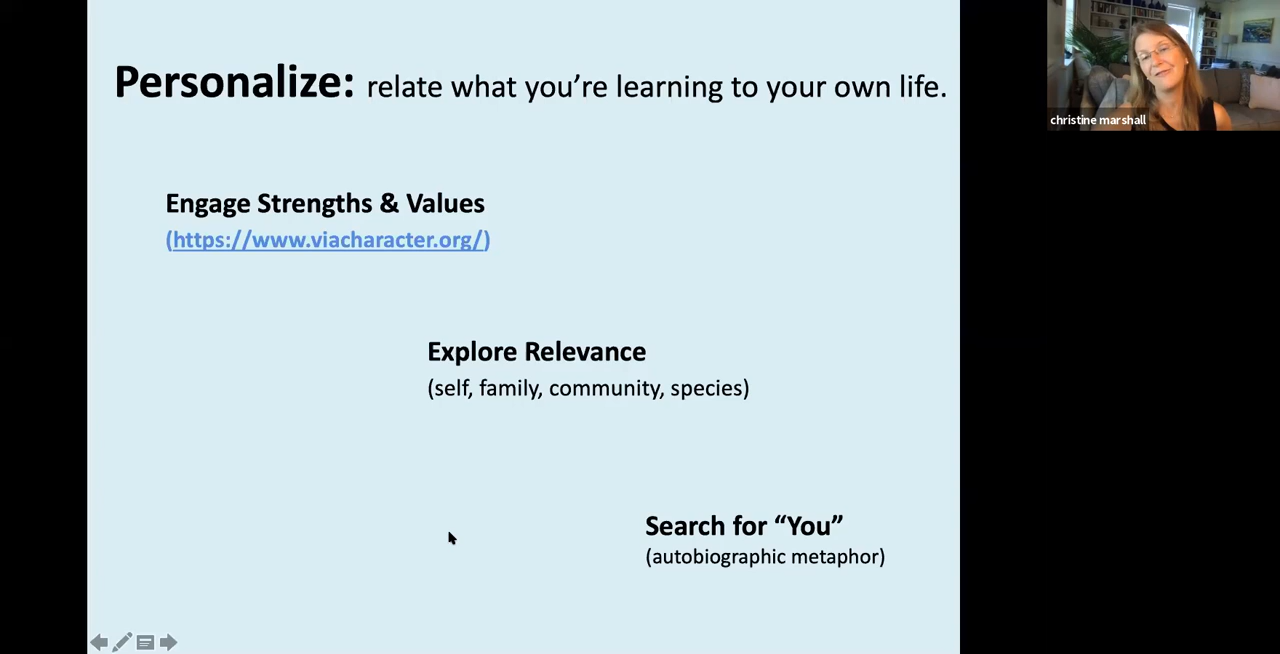 Personalize: relate what you're learning to your own life.
christine marshall
Engage Strengths & Values
(https://www.viacharacter.org/)
Explore Relevance
(self, family, community, species)
Search for “You”
(autobiographic metaphor)